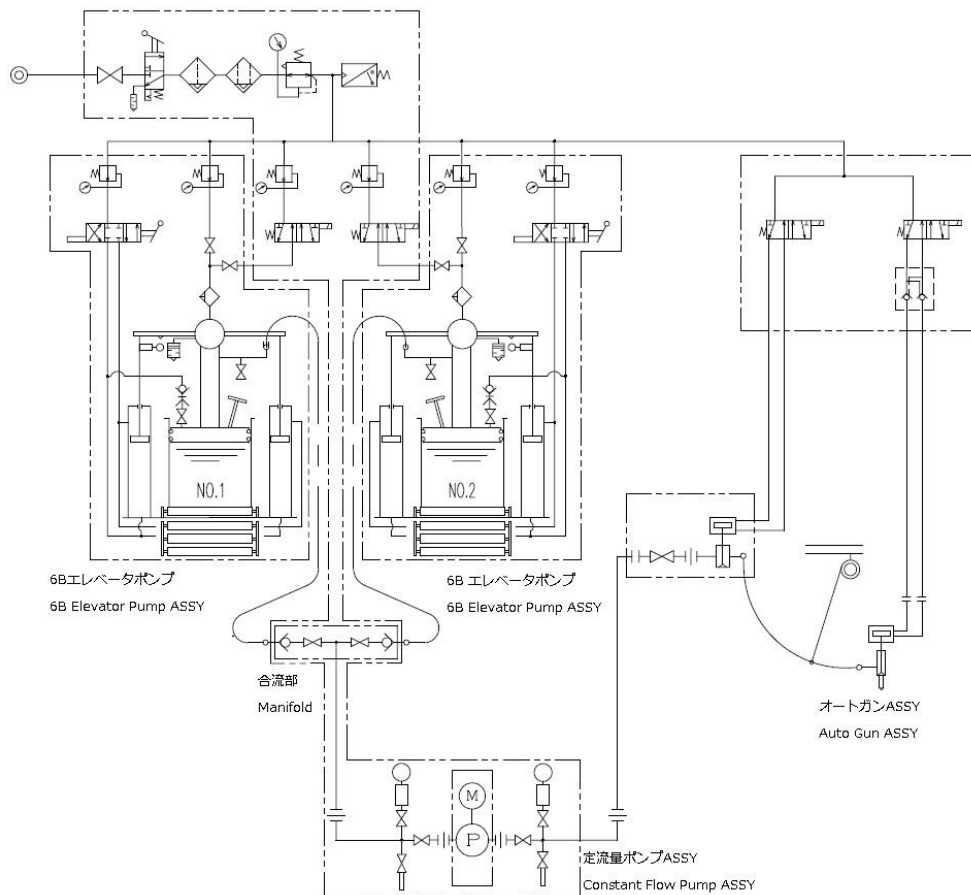 NO.1
NO.2
6Bエレベータポンプ
6B Elevator Pump ASSY
6B エレベータポンプ
6B Elevator Pump ASSY
合流部
Manifold
オートガンASSY
Auto Gun ASSY
M
P
定流量ポンプASSY
Constant Flow Pump ASSY